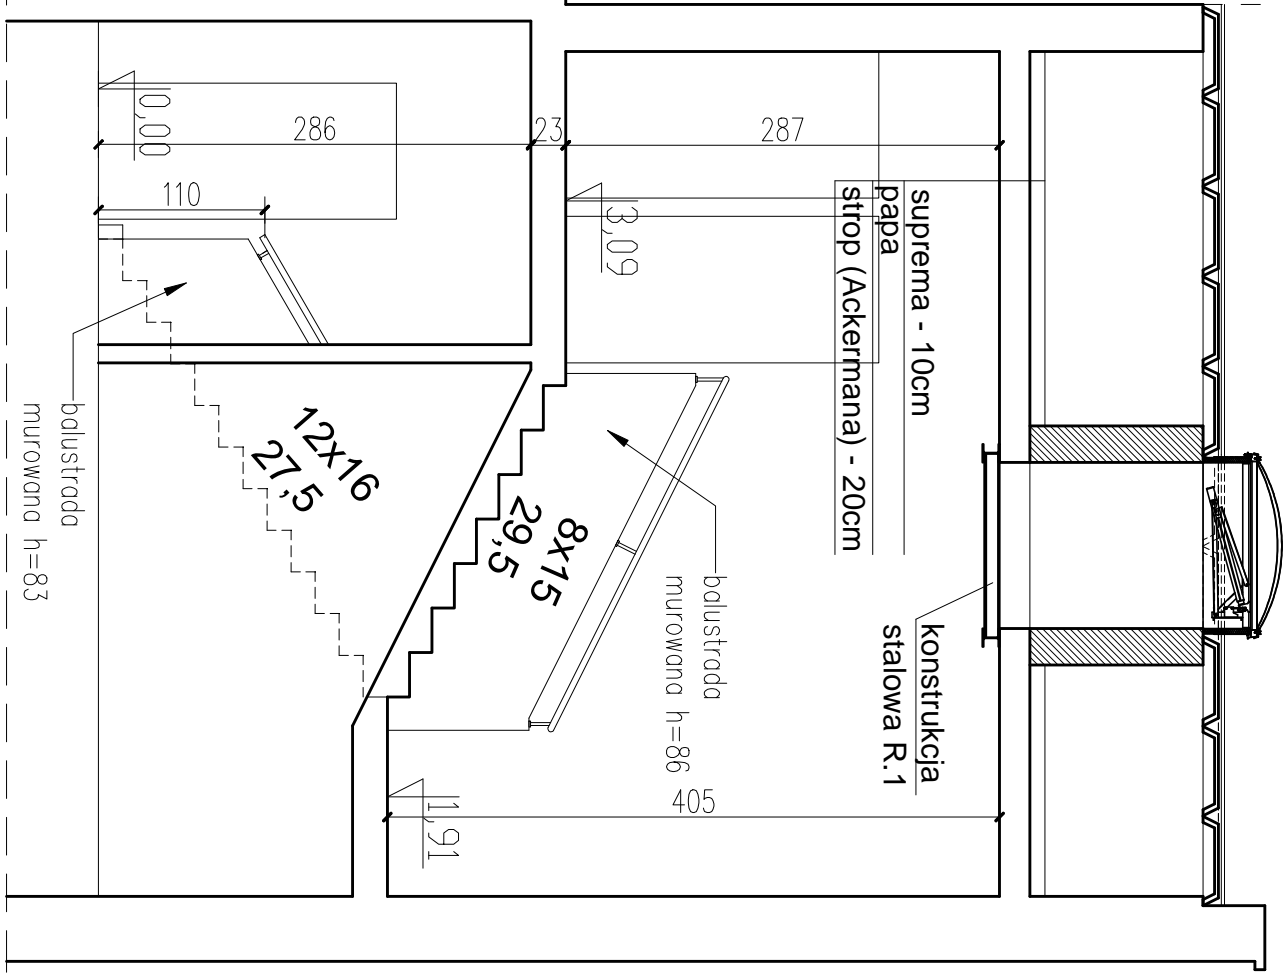 suprema - 10cm
papa
strop (Ackermana) - 20cm
konstrukcja
stalowa R.1
287
3,09
23
286
0,00
110
balustrada
murowana h=86
8x15
29,5
405
1,91
12x16
27,5
balustrada
murowana h=83